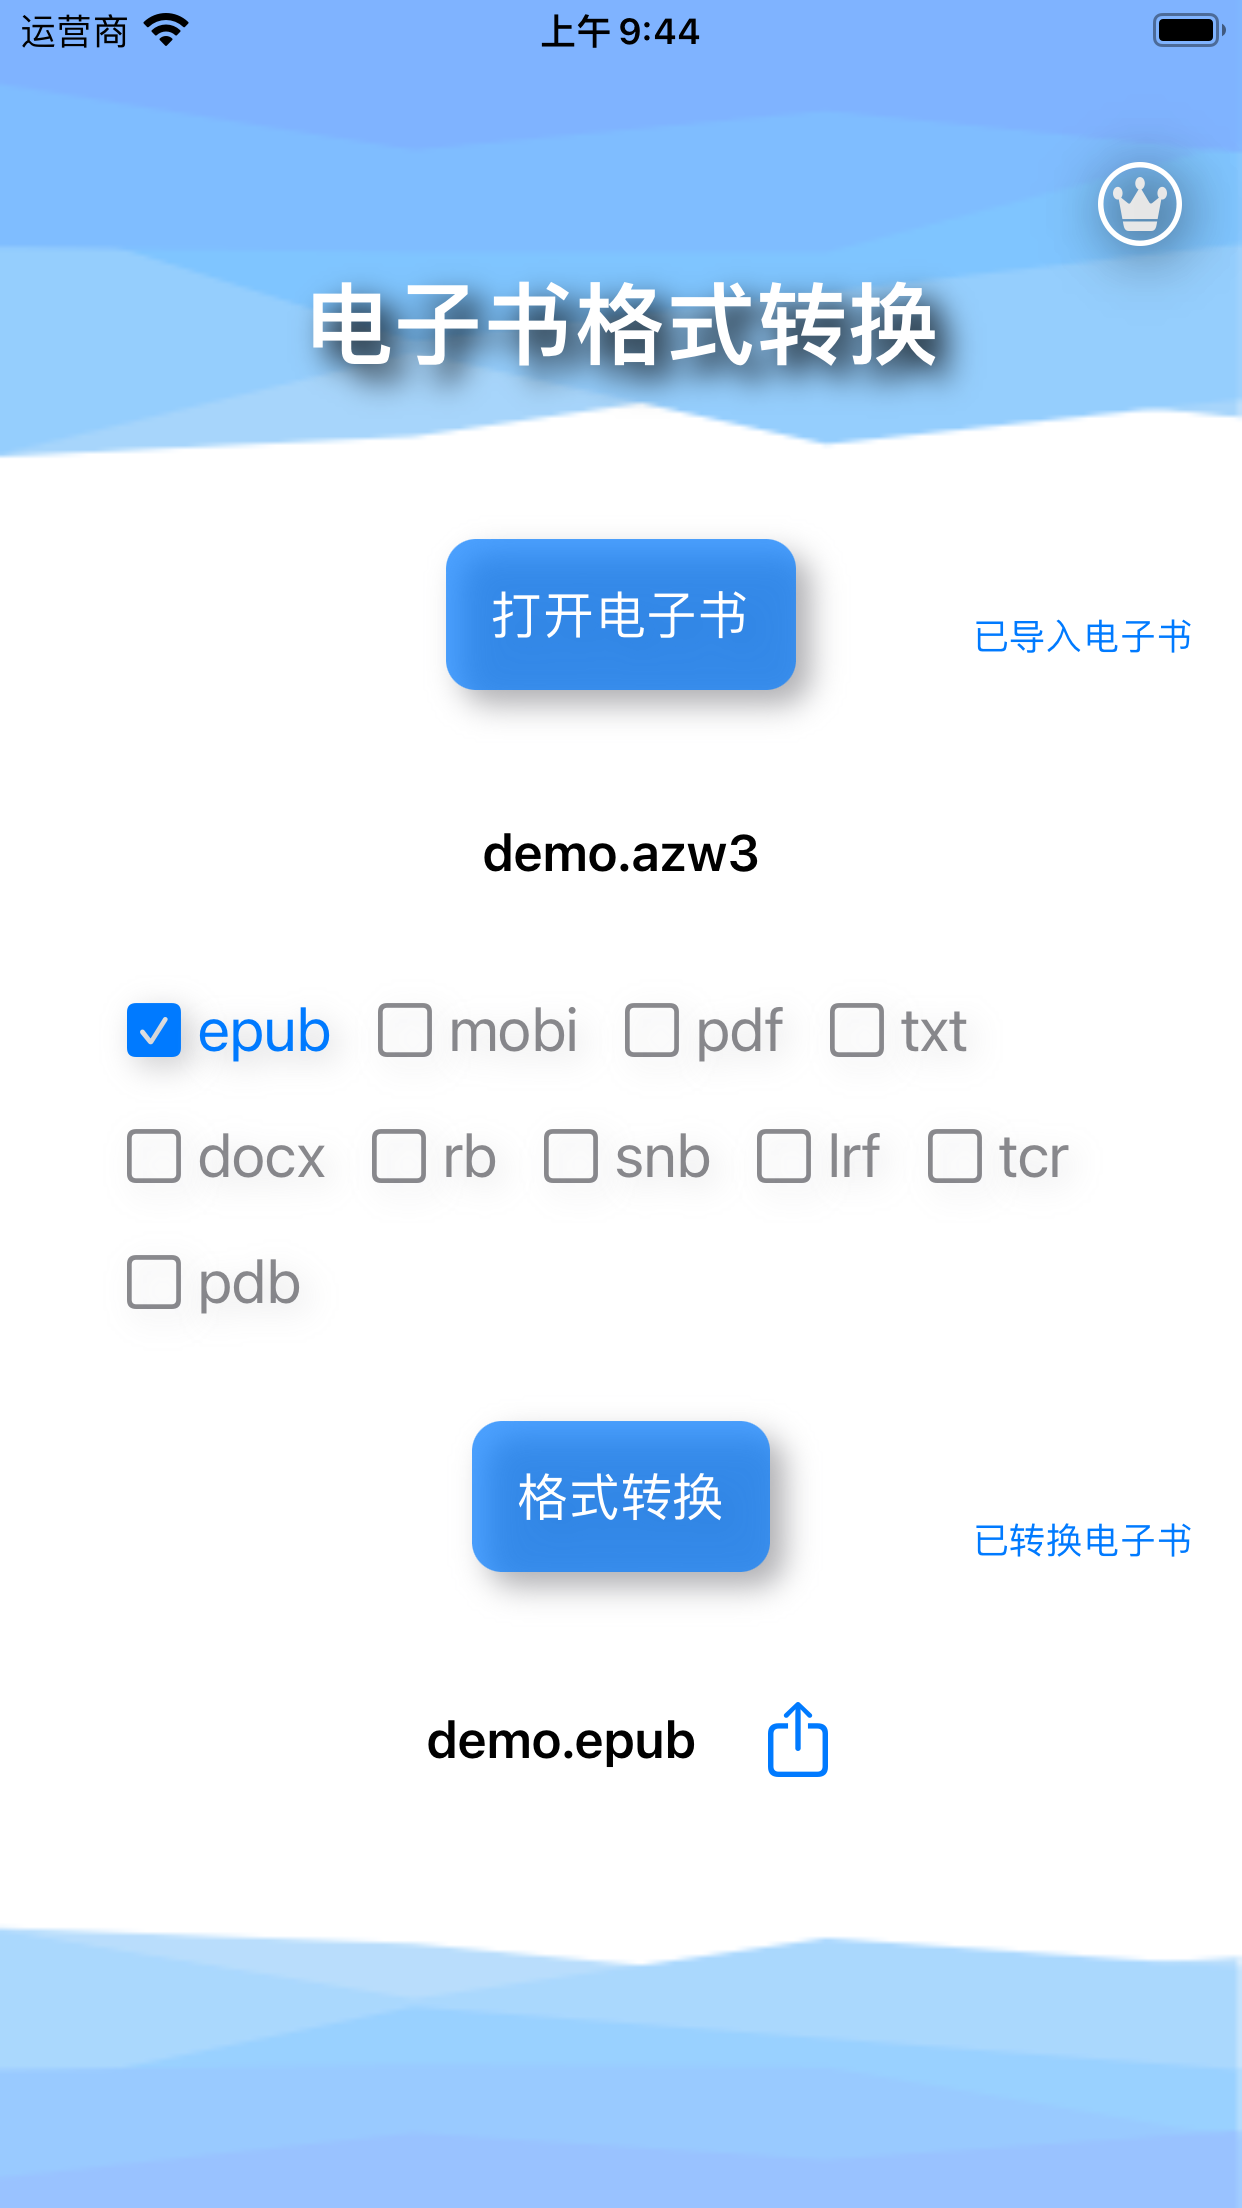 运营商 上午 9:44
电子书格式转换
打开电子书
已导入电子书
demo.azw3
epub mobi pdf txt
docx rb snb lrf tcr
pdb
格式转换
已转换电子书
demo.epub